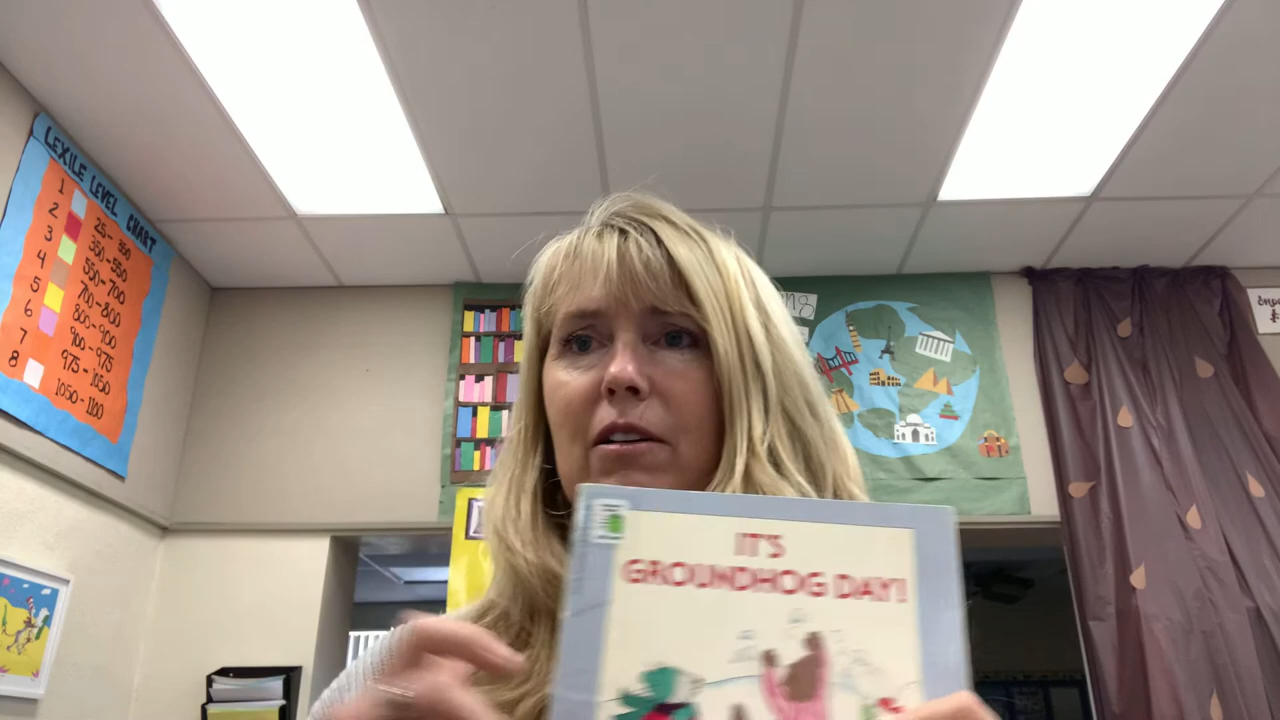 LEXILE LEVEL CHART
1 25-350
2 350-550
3 550-700
4 700-800
5 800-900
6 900-975
7 975-1050
8 1050-1100
IT'S
GROUNDHOG DAY!